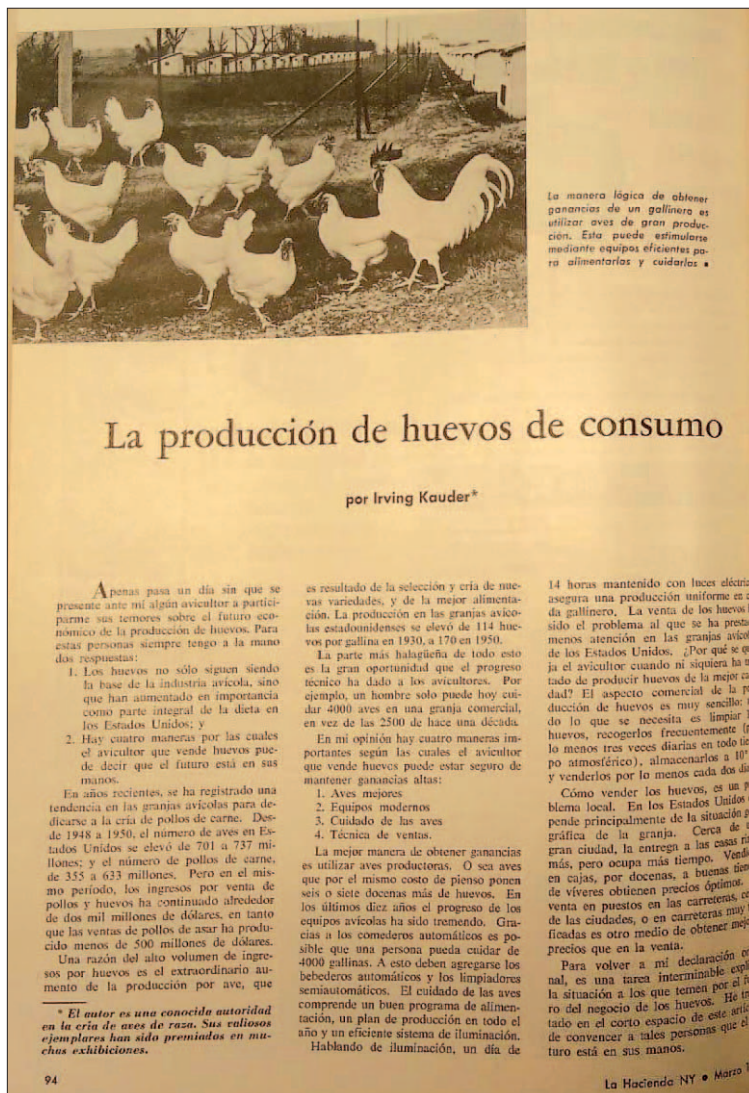 La manera lógica de obtener
ganancias de un gallinero es
utilizar aves de gran produc-
ción. Esta puede estimularse
mediante equipos eficientes pa-
ra alimentarlas y cuidarlas ■
La producción de huevos de consumo
por Irving Kauder*
Apenas pasa un día sin que se
presente ante mí algún avicultor a partici-
parme sus temores sobre el futuro eco-
nómico de la producción de huevos. Para
estas personas siempre tengo a la mano
dos respuestas:
1. Los huevos no sólo siguen siendo
la base de la industria avícola, sino
que han aumentado en importancia
como parte integral de la dieta en
los Estados Unidos; y
2. Hay cuatro maneras por las cuales
el avicultor que vende huevos pue-
de decir que el futuro está en sus
manos.
En años recientes, se ha registrado una
tendencia en las granjas avícolas para de-
dicarse a la cría de pollos de carne. Des-
de 1948 a 1950, el número de aves en Es-
tados Unidos se elevó de 701 a 737 mi-
llones; y el número de pollos de carne,
de 355 a 633 millones. Pero en el mis-
mo período, los ingresos por venta de
pollos y huevos ha continuado alrededor
de dos mil millones de dólares, en tanto
que las ventas de pollos de asar ha produ-
cido menos de 500 millones de dólares.
Una razón del alto volumen de ingre-
sos por huevos es el extraordinario au-
mento de la producción por ave, que
* El autor es una conocida autoridad
en la cría de aves de raza. Sus valiosos
ejemplares han sido premiados en mu-
chas exhibiciones.
94
es resultado de la selección y cría de nue-
vas variedades, y de la mejor alimenta-
ción. La producción en las granjas avíco-
las estadounidenses se elevó de 114 hue-
vos por gallina en 1930, a 170 en 1950.
La parte más halagüeña de todo esto
es la gran oportunidad que el progreso
técnico ha dado a los avicultores. Por
ejemplo, un hombre solo puede hoy cui-
dar 4000 aves en una granja comercial,
en vez de las 2500 de hace una década.
En mi opinión hay cuatro maneras im-
portantes según las cuales el avicultor
que vende huevos puede estar seguro de
mantener ganancias altas:
1. Aves mejores
2. Equipos modernos
3. Cuidado de las aves
4. Técnica de ventas.
La mejor manera de obtener ganancias
es utilizar aves productoras. O sea aves
que por el mismo costo de pienso ponen
seis o siete docenas más de huevos. En
los últimos diez años el progreso de los
equipos avícolas ha sido tremendo. Gra-
cias a los comederos automáticos es po-
sible que una persona pueda cuidar de
4000 gallinas. A esto deben agregarse los
bebederos automáticos y los limpiadores
semiautomáticos. El cuidado de las aves
comprende un buen programa de alimen-
tación, un plan de producción en todo el
año y un eficiente sistema de iluminación.
Hablando de iluminación, un día de
14 horas mantenido con luces
asegura una producción uniforme en
da gallinero. La venta de los huevos
sido el problema al que se ha
menos atención en las granjas
de los Estados Unidos. ¿Por qué se
ja el avicultor cuando ni siquiera ha
tado de producir huevos de la mejor
dad? El aspecto comercial de la
ducción de huevos es muy sencillo:
do lo que se necesita es limpiar
huevos, recogerlos frecuentemente
lo menos tres veces diarias en todo
po atmosférico), almacenarlos a 10°
y venderlos por lo menos cada dos
Cómo vender los huevos, es un
blema local. En los Estados Unidos
pende principalmente de la situación
gráfica de la granja. Cerca de
gran ciudad, la entrega a las casas
más, pero ocupa más tiempo.
en cajas, por docenas, a buenas
de víveres obtienen precios óptimos.
venta en puestos en las carreteras,
de las ciudades, o en carreteras muy
ficadas es otro medio de obtener
precios que en la venta.
Para volver a mi declaración
nal, es una tarea interminable
la situación a los que temen por el
ro del negocio de los huevos. He
tado en el corto espacio de este
de convencer a tales personas que el
turo está en sus manos.
La Hacienda NY ● Marzo